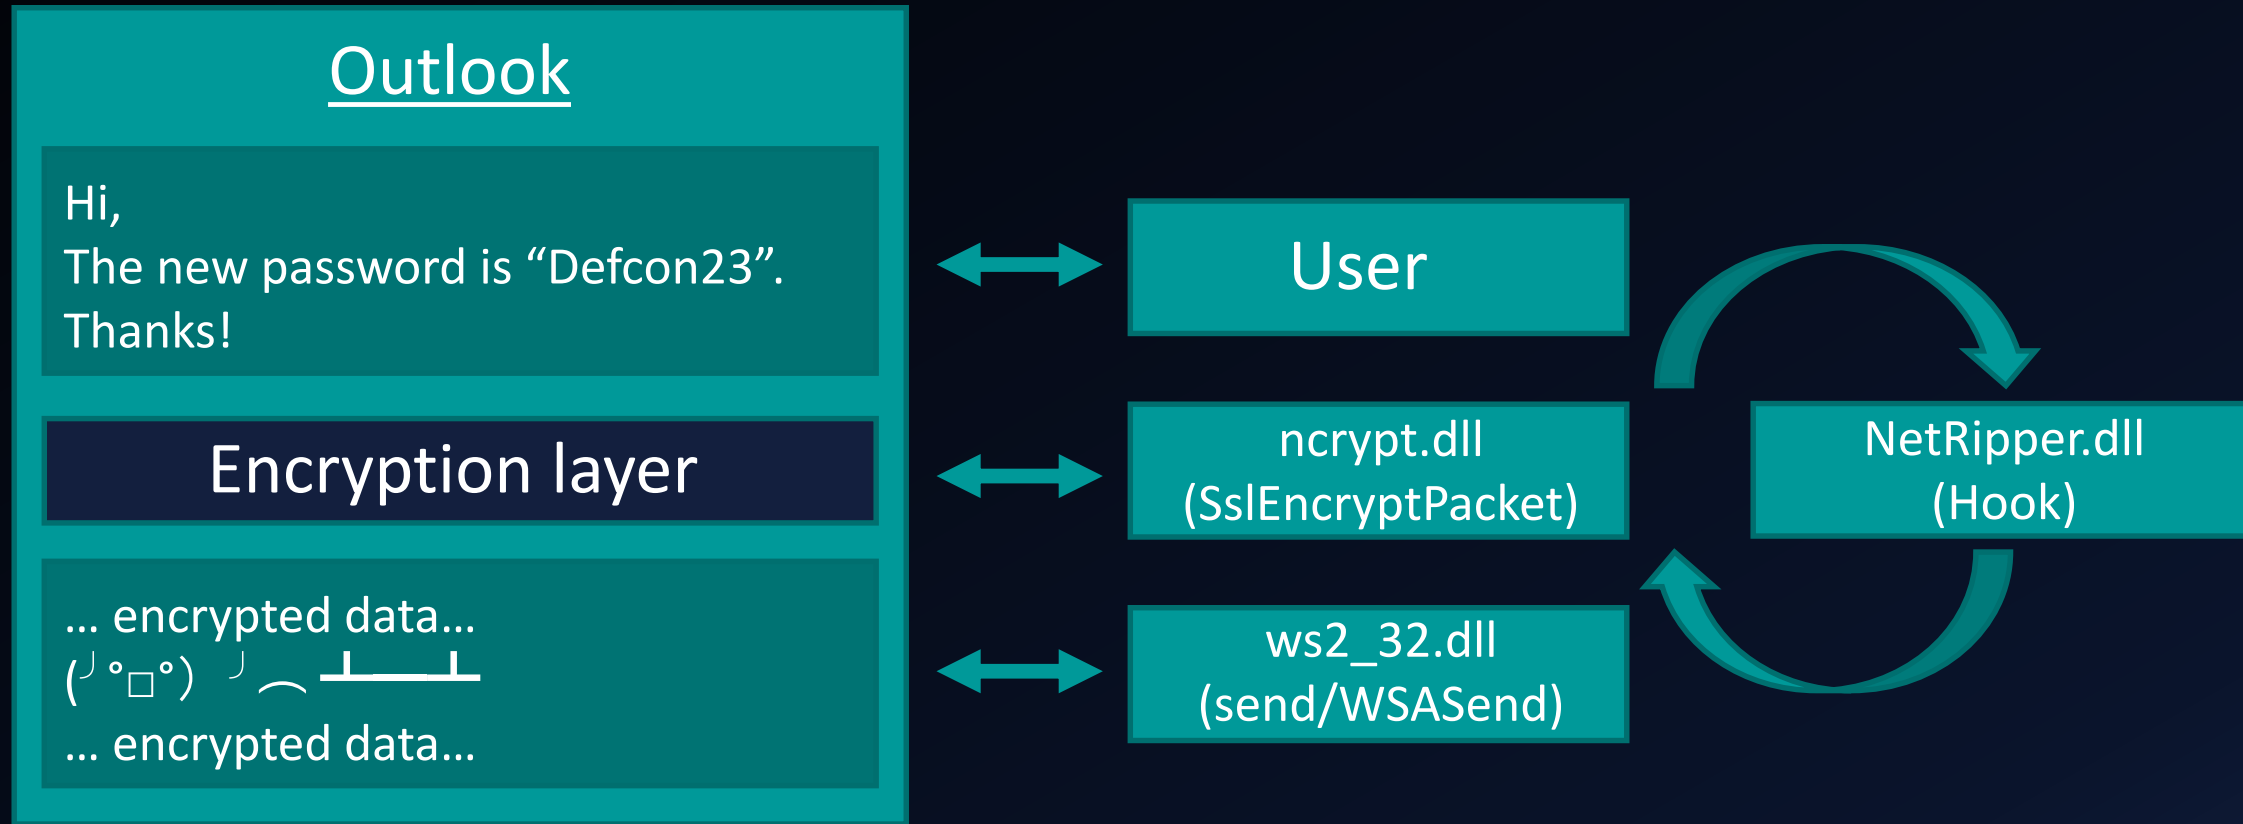 Outlook
Hi,
The new password is “Defcon23”.
Thanks!
Encryption layer
… encrypted data…
(╯°□°）╯︵ ┻━┻
… encrypted data…
User
ncrypt.dll
(SslEncryptPacket)
ws2_32.dll
(send/WSASend)
NetRipper.dll
(Hook)